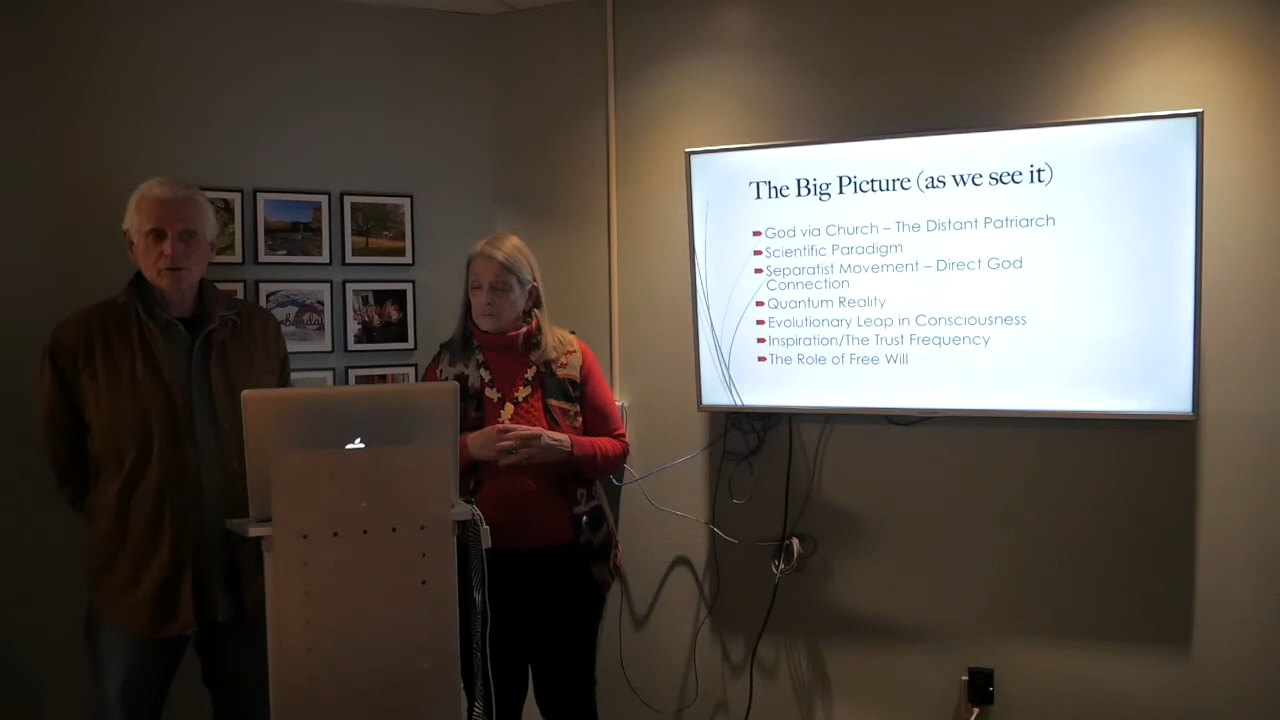 The Big Picture (as we see it)
God via Church – The Distant Patriarch
Scientific Paradigm
Separatist Movement – Direct God
Connection
Quantum Reality
Evolutionary Leap in Consciousness
Inspiration/The Trust Frequency
The Role of Free Will